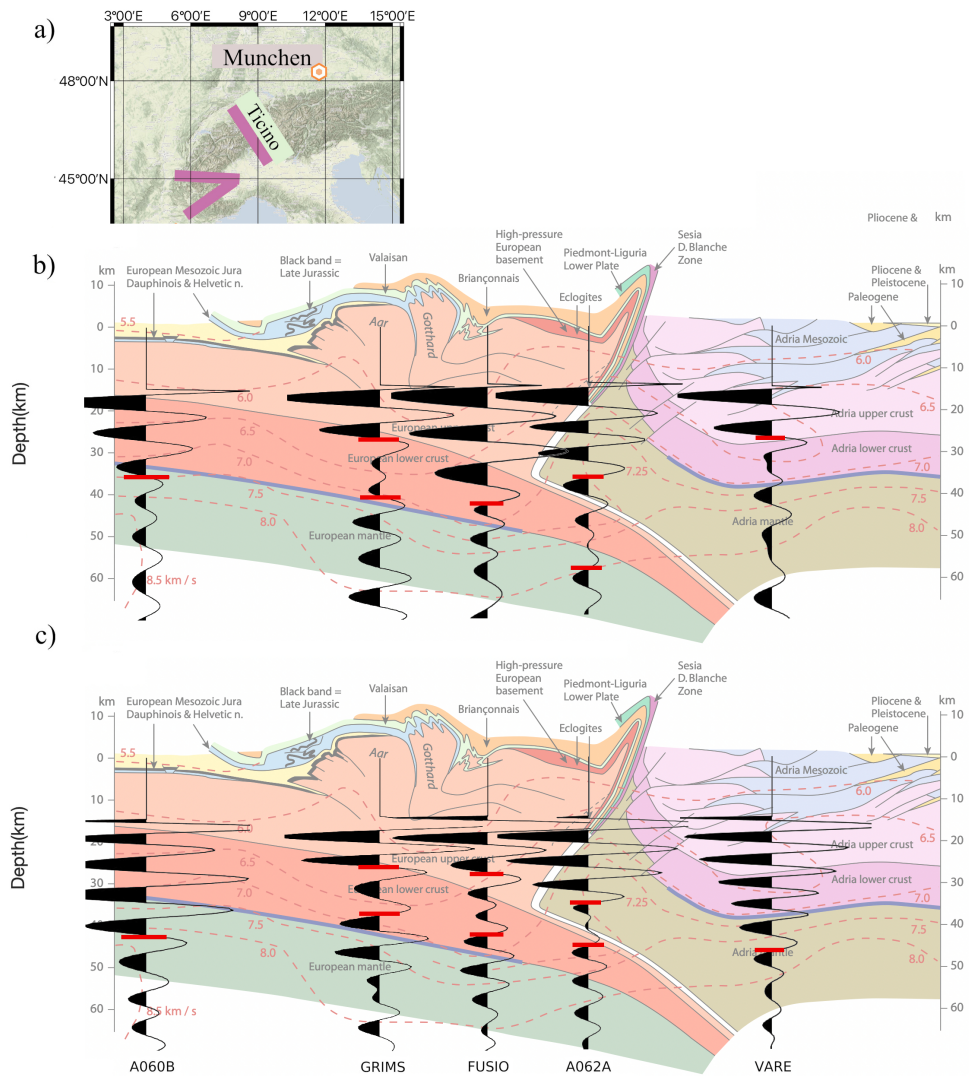 3°00'E 6°00'E 9°00'E 12°00'E 15°00'E
a)
Munchen
48°00'N
Ticino
45°00'N
Pliocene & km
b)
High-pressure
European
basement
Sesia
D. Blanche
Zone
Piedmont-Liguria
Lower Plate
km
European Mesozoic Jura
Dauphinois & Helvetic n.
Black band =
Late Jurassic
Valaisan
Briançonnais
Eclogites
Pliocene &
Pleistocene
Paleogene
10
0
10
20
30
40
50
60
Depth(km)
5.5
Aar
Gotthard
Adria Mesozoic
6.0
6.0
6.5
European upper crust
Adria upper crust
6.5
European lower crust
Adria lower crust
7.0
7.25
7.0
7.5
7.5
8.0
European mantle
Adria mantle
8.0
8.5 km / s
10
0
10
20
30
40
50
60
c)
High-pressure
European
basement
Sesia
D. Blanche
Zone
Piedmont-Liguria
Lower Plate
km
European Mesozoic Jura
Dauphinois & Helvetic n.
Black band =
Late Jurassic
Valaisan
Briançonnais
Eclogites
Pliocene &
Pleistocene
Paleogene
km
10
0
10
20
30
40
50
60
Depth(km)
5.5
Aar
Gotthard
Adria Mesozoic
6.0
6.0
6.5
European upper crust
Adria upper crust
6.5
European lower crust
Adria lower crust
7.0
7.25
7.0
7.5
7.5
8.0
European mantle
Adria mantle
8.0
8.5 km / s
10
0
10
20
30
40
50
60
A060B GRIMS FUSIO A062A VARE